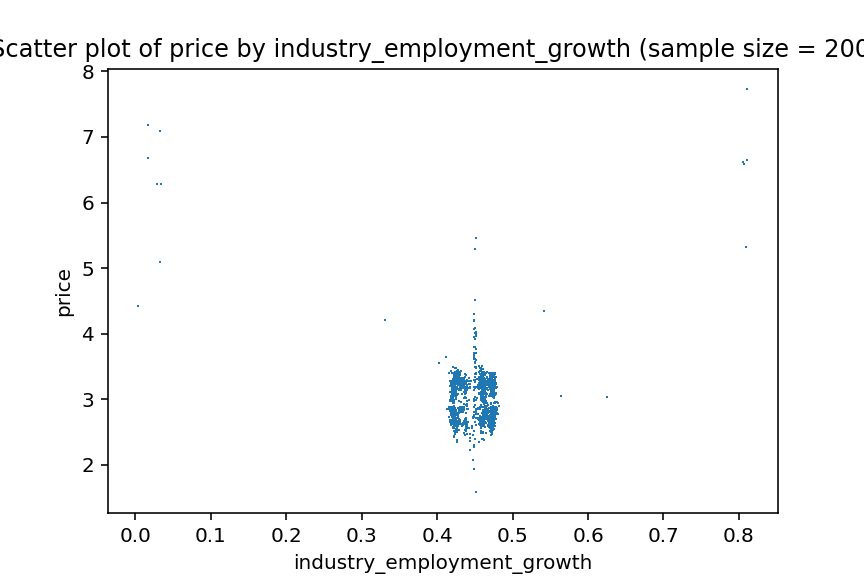 Scatter plot of price by industry_employment_growth (sample size = 200
8
7
6
5
4
3
2
price
0.0 0.1 0.2 0.3 0.4 0.5 0.6 0.7 0.8
industry_employment_growth